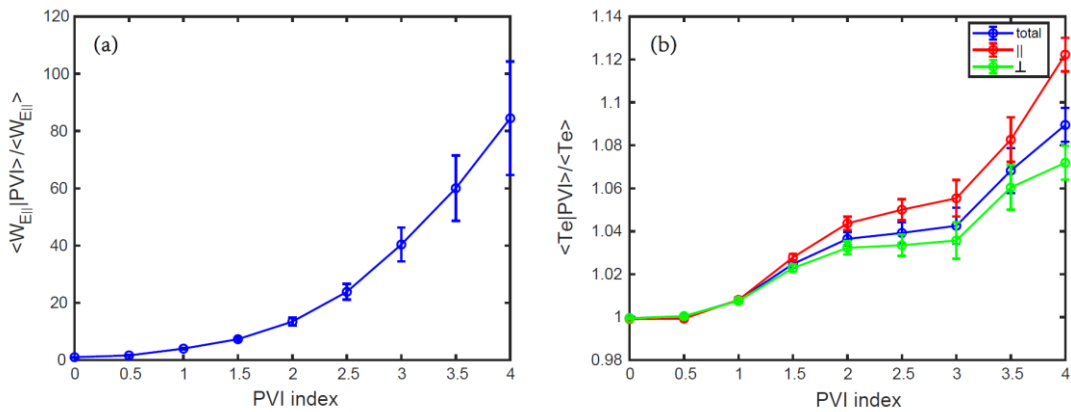 (a)
120
100
80
60
40
20
0
<W_E|||PVI>/<W_E||>
0 0.5 1 1.5 2 2.5 3 3.5 4
PVI index
(b)
total
||
⊥
1.14
1.12
1.1
1.08
1.06
1.04
1.02
1
0.98
<Te|PVI>/<Te>
0 0.5 1 1.5 2 2.5 3 3.5 4
PVI index